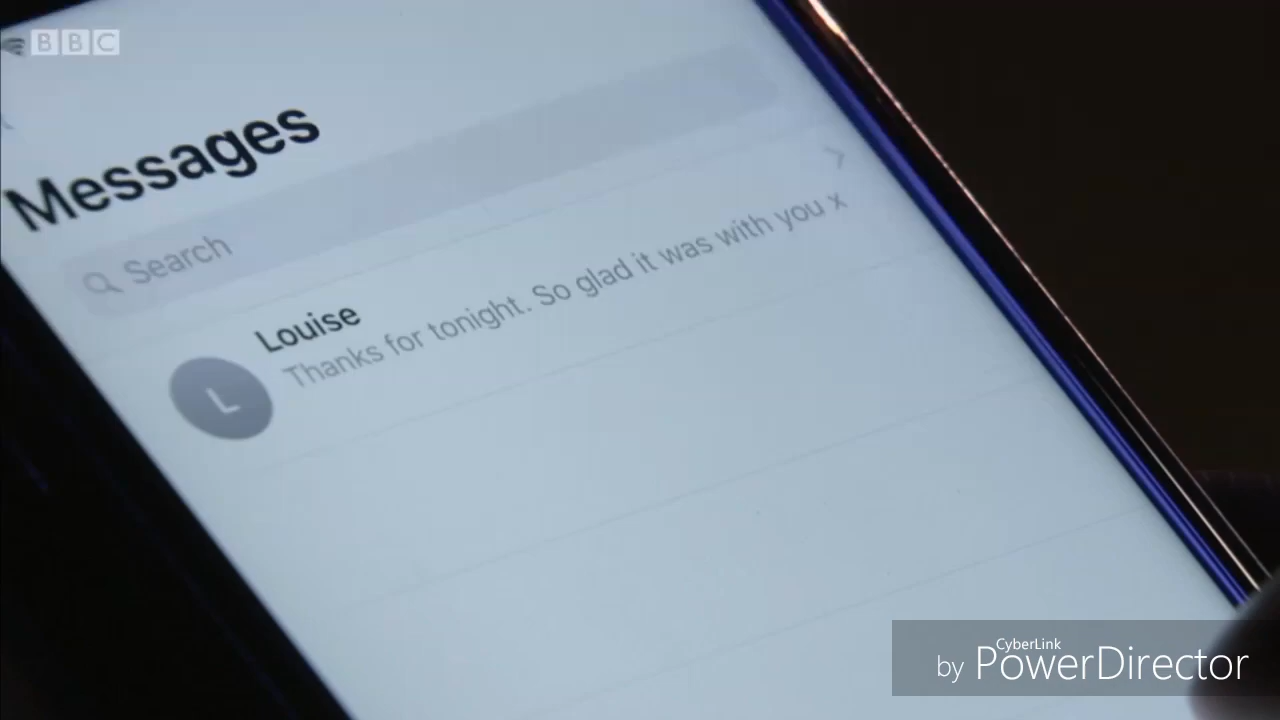 BBC
Messages
Search
Louise
Thanks for tonight. So glad it was with you x
L
CyberLink
by PowerDirector